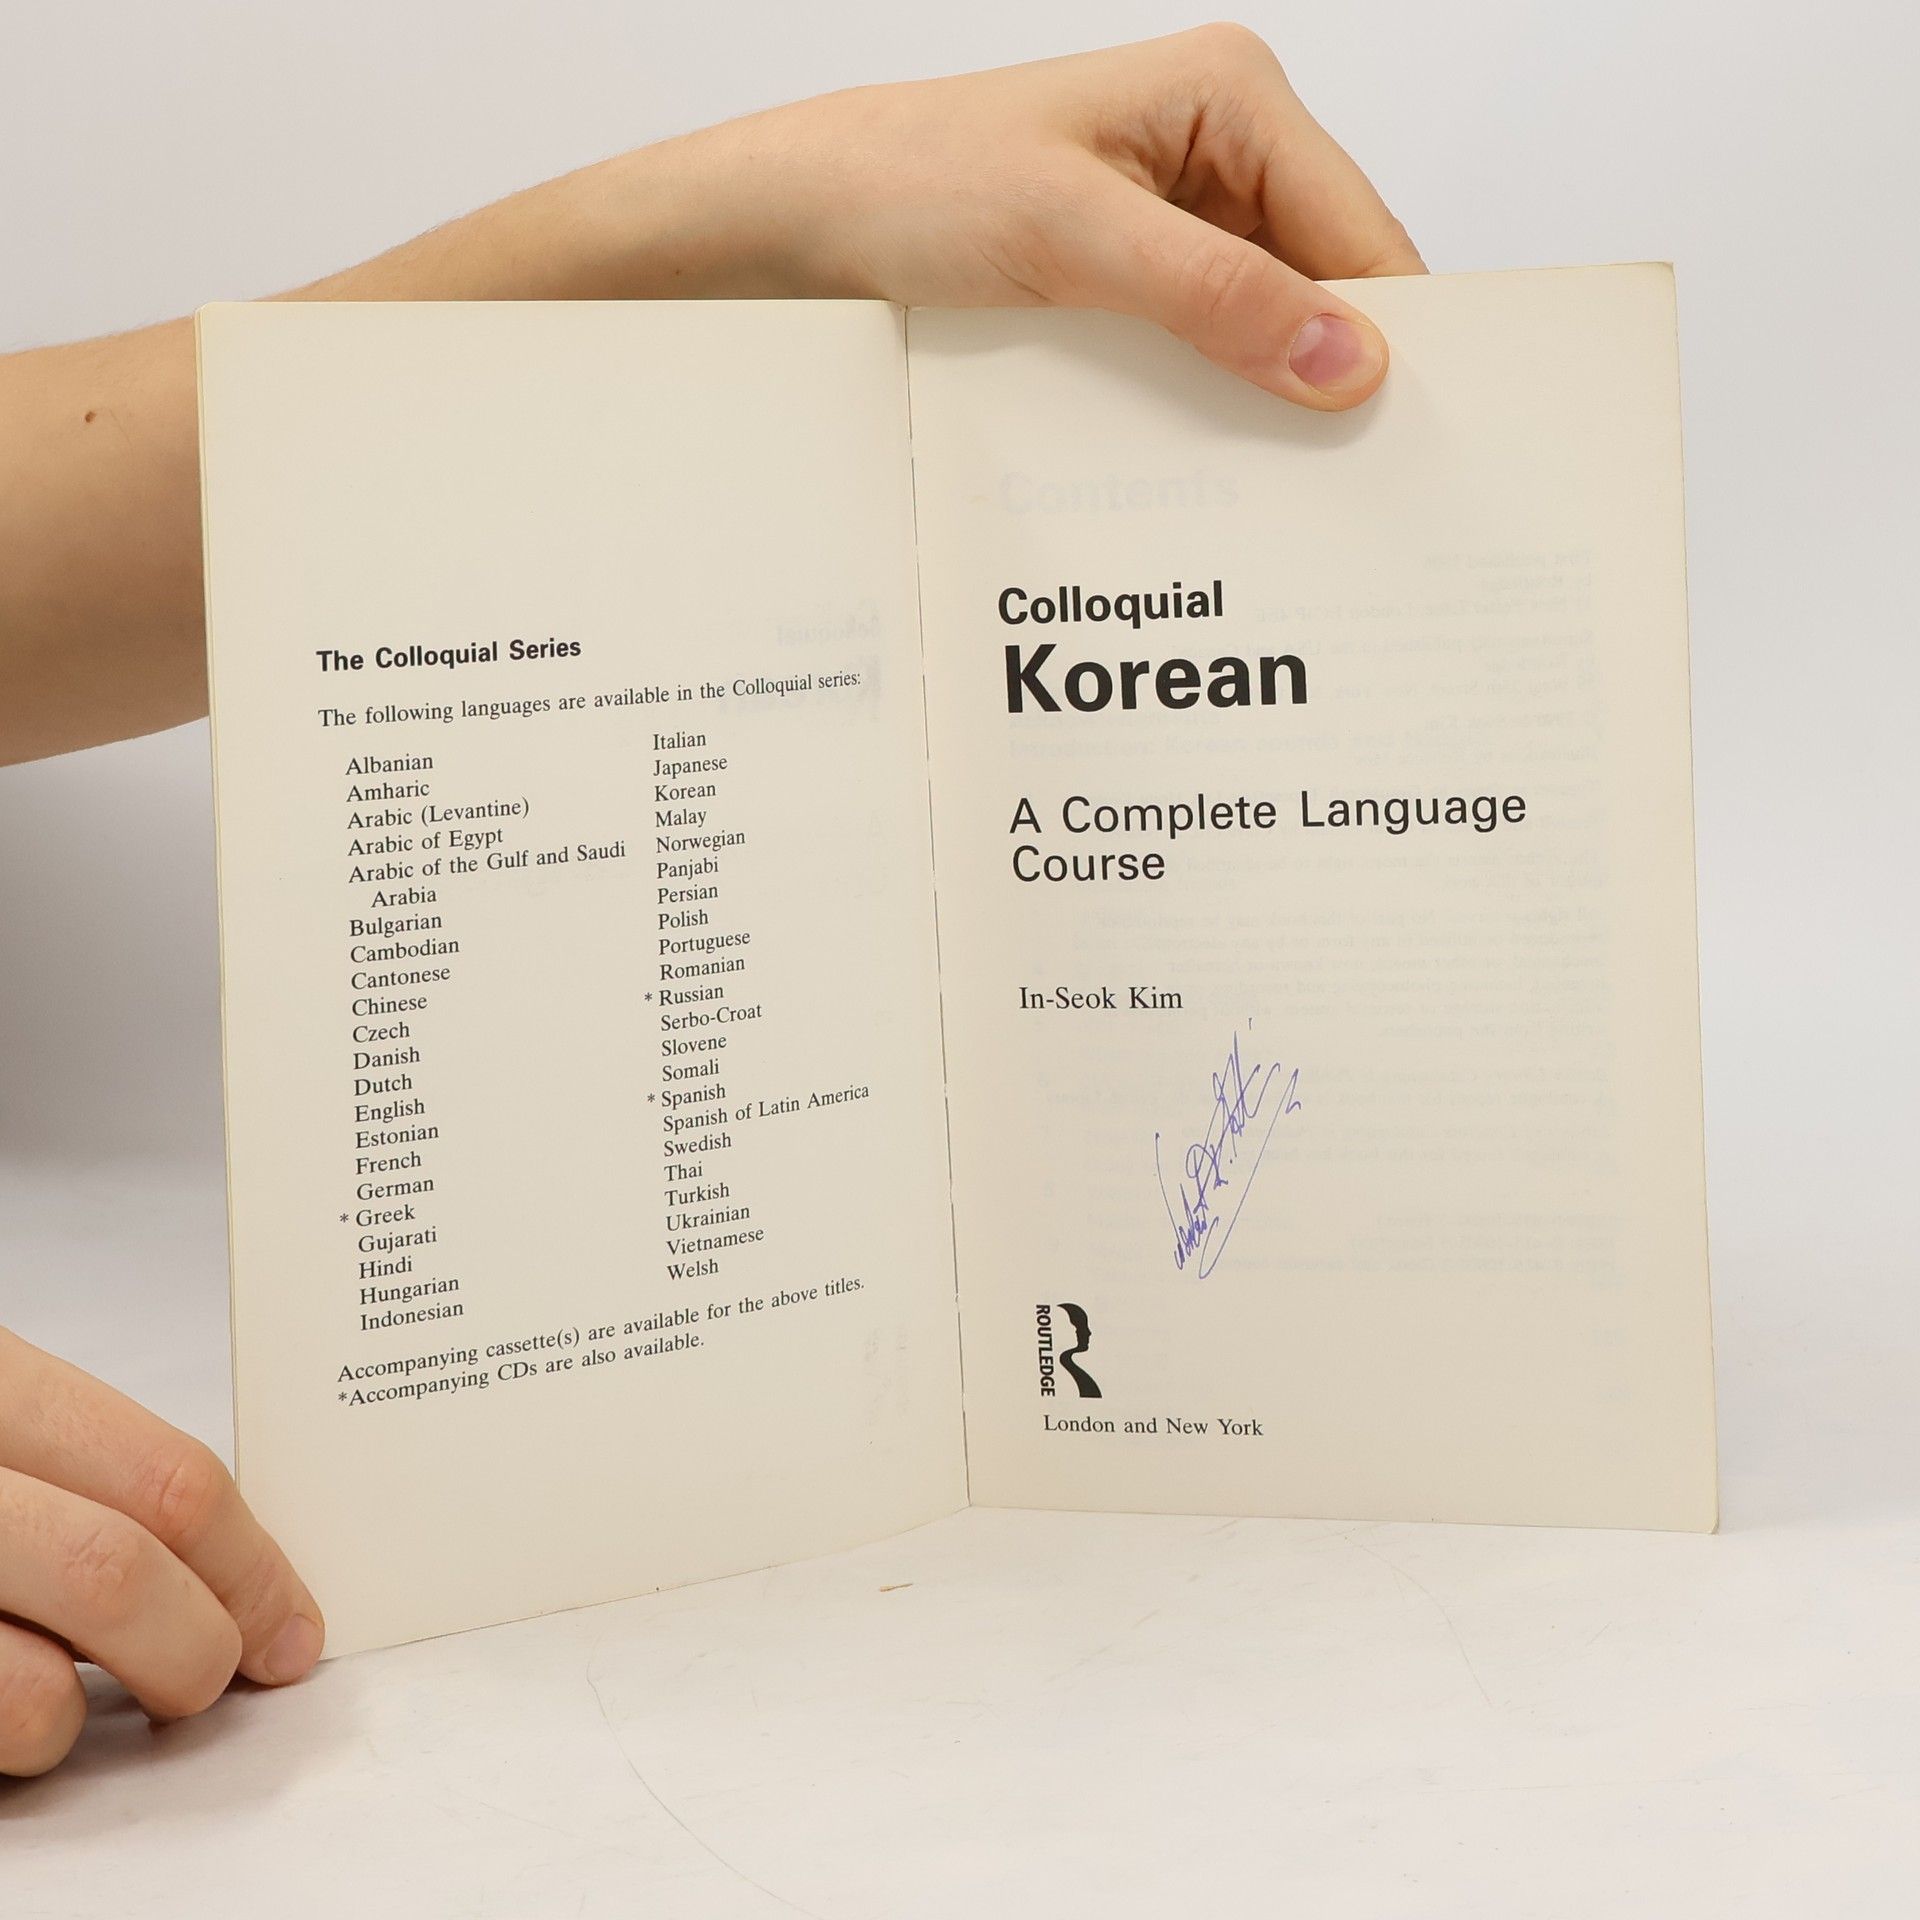 The Colloquial Series
The following languages are available in the Colloquial series:
Albanian
Amharic
Arabic (Levantine)
Arabic of Egypt
Arabic of the Gulf and Saudi
Arabia
Bulgarian
Cambodian
Cantonese
Chinese
Czech
Danish
Dutch
English
Estonian
French
German
* Greek
Gujarati
Hindi
Hungarian
Indonesian
Italian
Japanese
Korean
Malay
Norwegian
Panjabi
Persian
Polish
Portuguese
Romanian
* Russian
Serbo-Croat
Slovene
Somali
* Spanish
Spanish of Latin America
Swedish
Thai
Turkish
Ukrainian
Vietnamese
Welsh
Accompanying cassette(s) are available for the above titles.
*Accompanying CDs are also available.
Contents
Colloquial
Korean
A Complete Language
Course
In-Seok Kim
ROUTLEDGE
London and New York